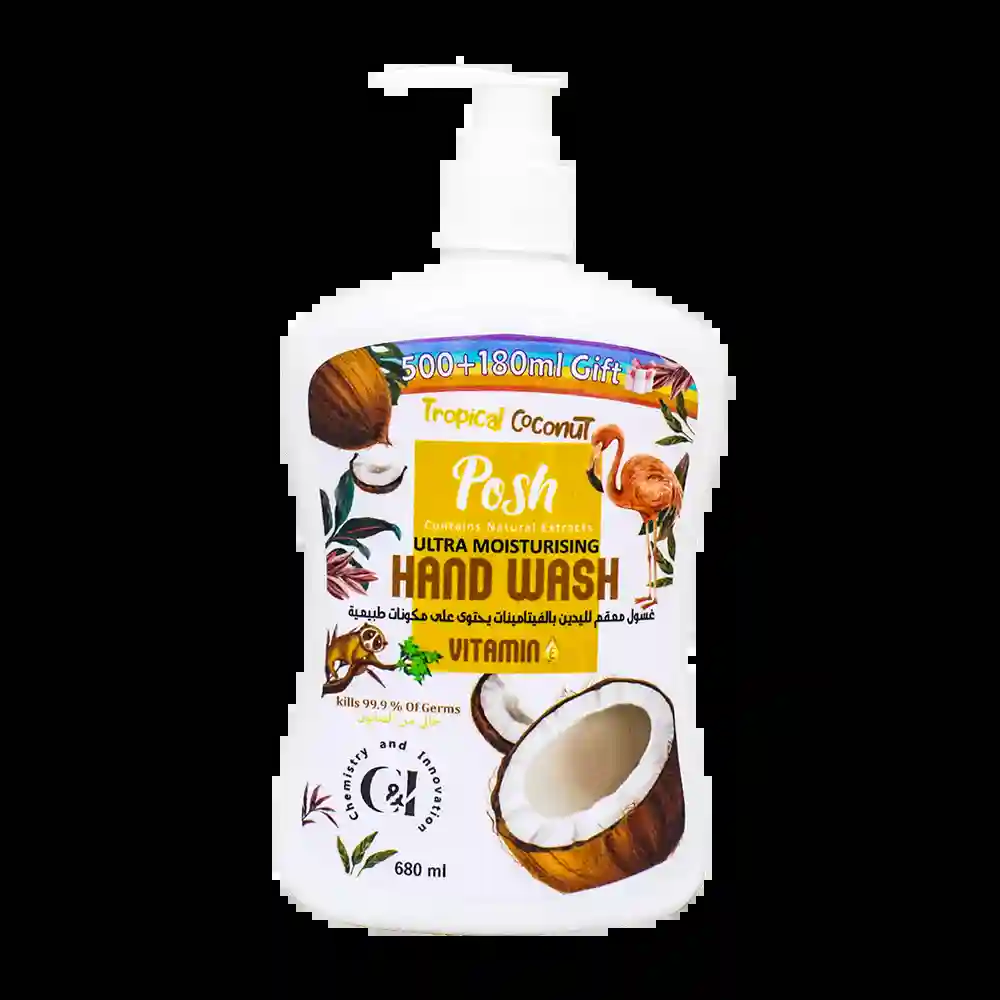 500+180ml Gift
Tropical Coconut
Posh
Contains Natural Extracts
ULTRA MOISTURISING
HAND WASH
غسول معقم لليدين بالفيتامينات يحتوى على مكونات طبيعية
VITAMIN E
kills 99.9 % Of Germs
Chemistry and Innovation
C&I
680 ml